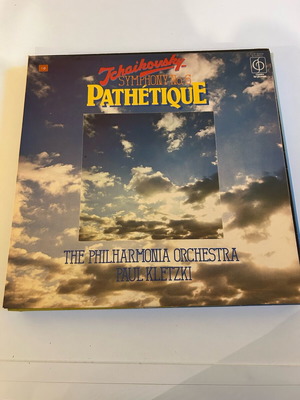 Tchaikovsky
SYMPHONY No.6
PATHÉTIQUE
THE PHILHARMONIA ORCHESTRA
PAUL KLETZKI